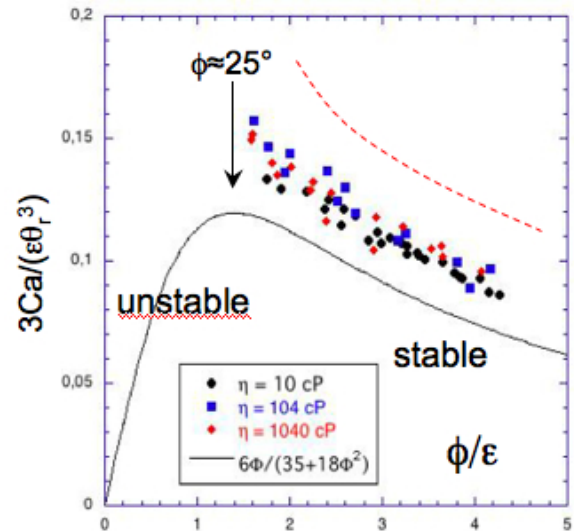 0,2
ϕ≈25°
0,15
3Ca/(εθr³)
0,1
unstable
stable
0,05
η = 10 cP
η = 104 cP
η = 1040 cP
6Φ/(35+18Φ²)
ϕ/ε
0
0 1 2 3 4 5